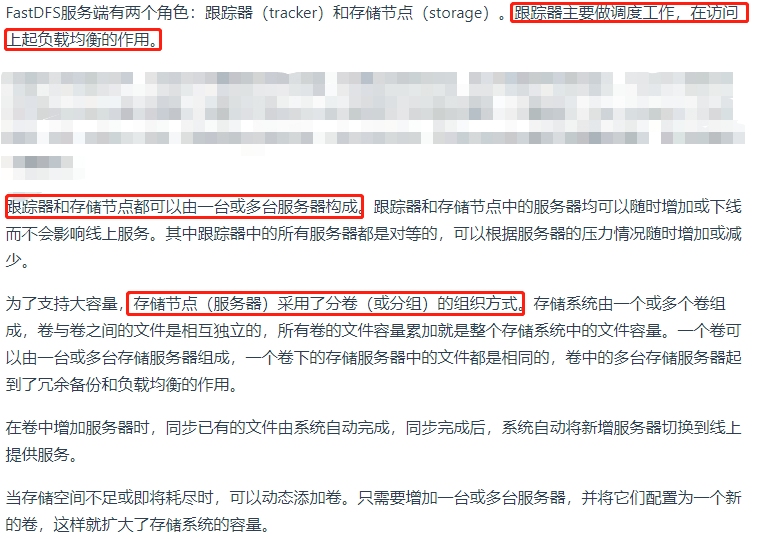 FastDFS服务端有两个角色：跟踪器（tracker）和存储节点（storage）。跟踪器主要做调度工作，在访问
上起负载均衡的作用。
跟踪器和存储节点都可以由一台或多台服务器构成。跟踪器和存储节点中的服务器均可以随时增加或下线
而不会影响线上服务。其中跟踪器中的所有服务器都是对等的，可以根据服务器的压力情况随时增加或减
少。
为了支持大容量，存储节点（服务器）采用了分卷（或分组）的组织方式。存储系统由一个或多个卷组
成，卷与卷之间的文件是相互独立的，所有卷的文件容量累加就是整个存储系统中的文件容量。一个卷可
以由一台或多台存储服务器组成，一个卷下的存储服务器中的文件都是相同的，卷中的多台存储服务器起
到了冗余备份和负载均衡的作用。
在卷中增加服务器时，同步已有的文件由系统自动完成，同步完成后，系统自动将新增服务器切换到线上
提供服务。
当存储空间不足或即将耗尽时，可以动态添加卷。只需要增加一台或多台服务器，并将它们配置为一个新
的卷，这样就扩大了存储系统的容量。